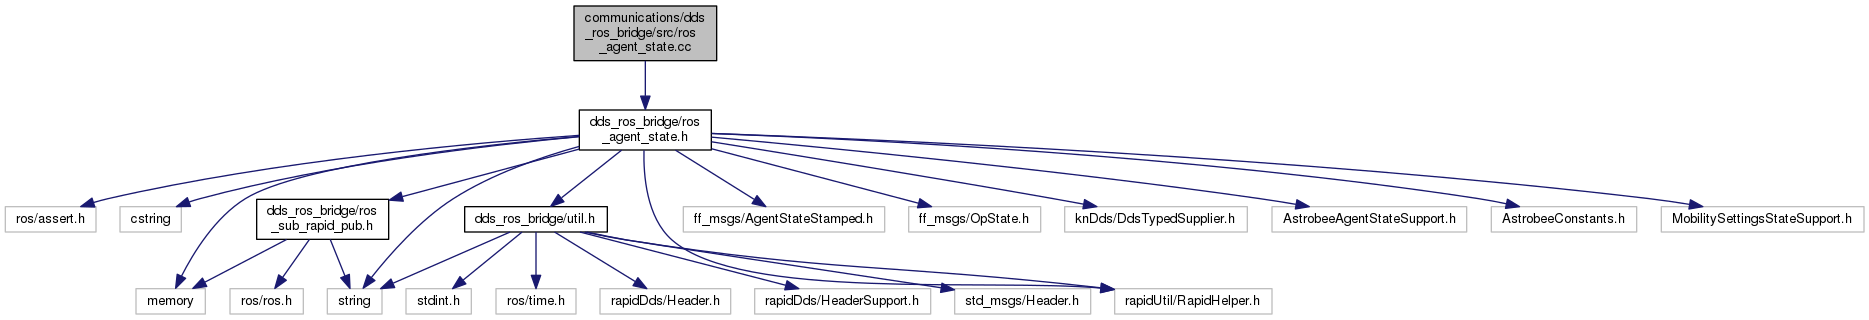 communications/dds
_ros_bridge/src/ros
_agent_state.cc
dds_ros_bridge/ros
_agent_state.h
ros/assert.h
cstring
dds_ros_bridge/ros
_sub_rapid_pub.h
dds_ros_bridge/util.h
ff_msgs/AgentStateStamped.h
ff_msgs/OpState.h
knDds/DdsTypedSupplier.h
AstrobeeAgentStateSupport.h
AstrobeeConstants.h
MobilitySettingsStateSupport.h
memory
ros/ros.h
string
stdint.h
ros/time.h
rapidDds/Header.h
rapidDds/HeaderSupport.h
std_msgs/Header.h
rapidUtil/RapidHelper.h